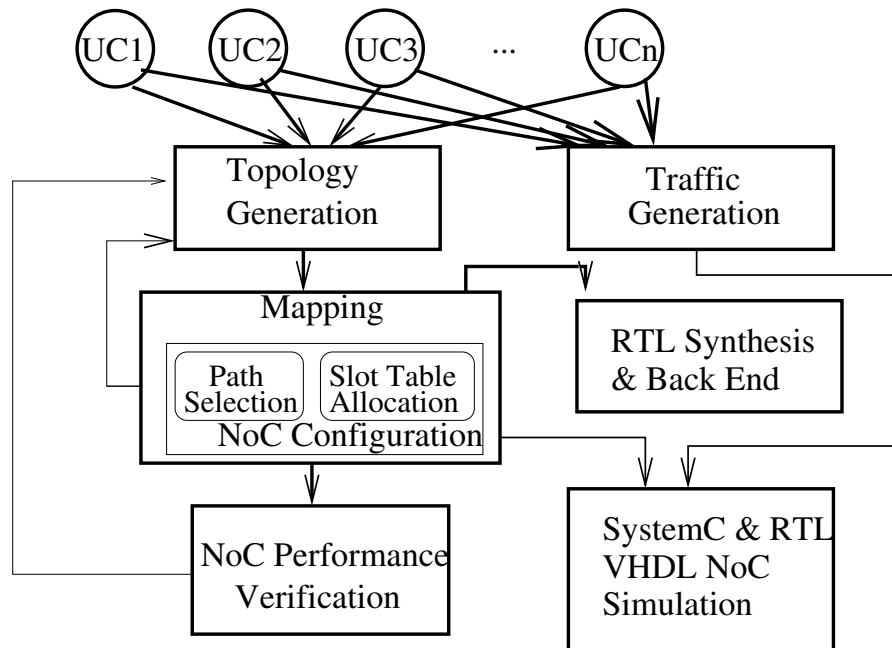 UC1 UC2 UC3 ... UCn
Topology
Generation
Traffic
Generation
Mapping
Path
Selection
Slot Table
Allocation
NoC Configuration
RTL Synthesis
& Back End
NoC Performance
Verification
SystemC & RTL
VHDL NoC
Simulation